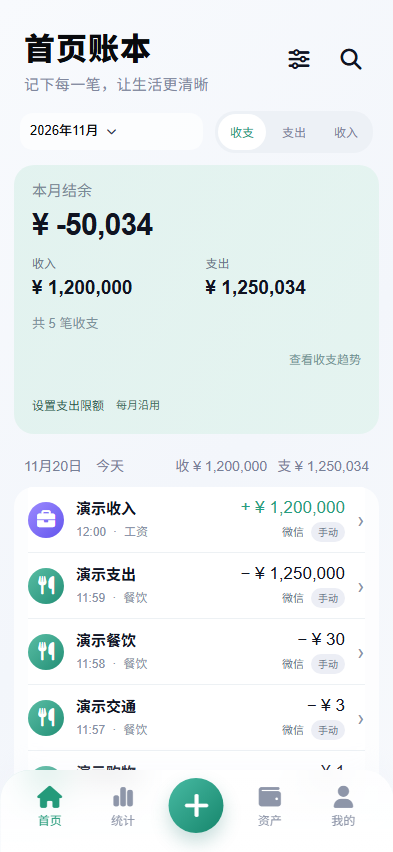 首页账本
记下每一笔，让生活更清晰
2026年11月
收支 支出 收入
本月结余
¥ -50,034
收入 支出
¥ 1,200,000 ¥ 1,250,034
共 5 笔收支
查看收支趋势
设置支出限额 每月沿用
11月20日 今天 收 ¥ 1,200,000 支 ¥ 1,250,034
演示收入 + ¥ 1,200,000
12:00 · 工资 微信 手动
演示支出 − ¥ 1,250,000
11:59 · 餐饮 微信 手动
演示餐饮 − ¥ 30
11:58 · 餐饮 微信 手动
演示交通 − ¥ 3
11:57 · 餐饮 微信 手动
演示购物 − ¥ 1
首页 统计 资产 我的